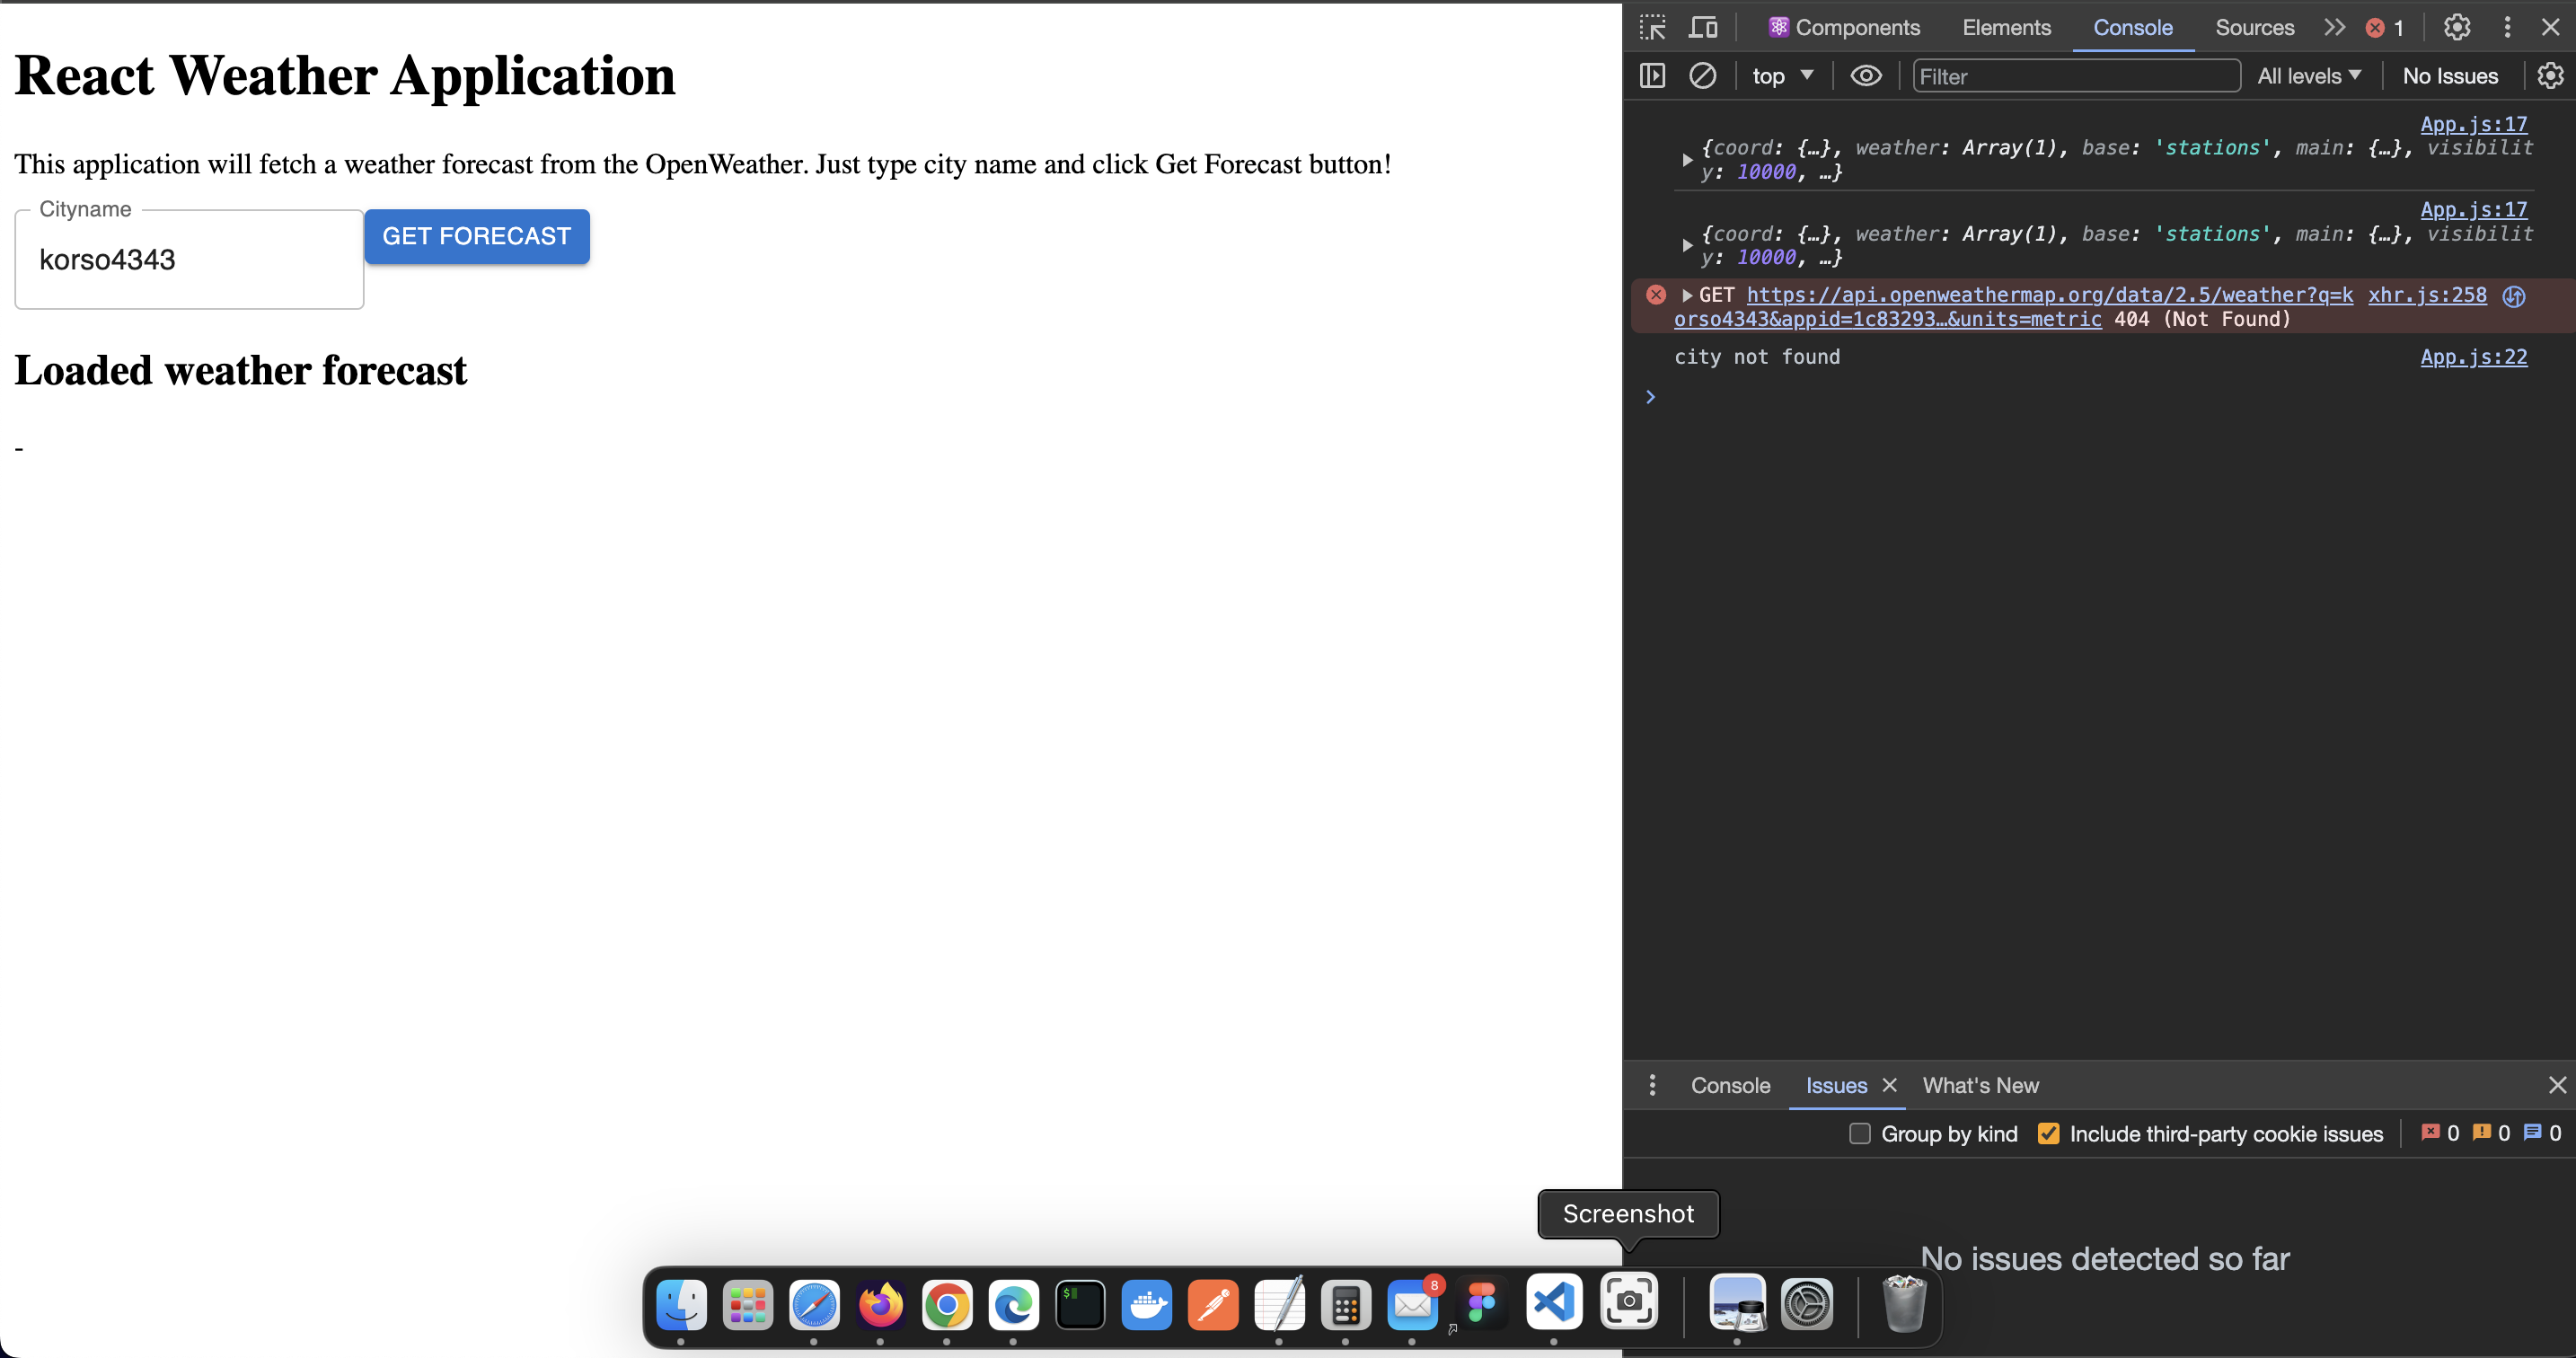 React Weather Application
This application will fetch a weather forecast from the OpenWeather. Just type city name and click Get Forecast button!
Cityname
korso4343
GET FORECAST
Loaded weather forecast
-
Components Elements Console Sources 1
top Filter All levels No Issues
App.js:17
{coord: {…}, weather: Array(1), base: 'stations', main: {…}, visibilit
y: 10000, …}
App.js:17
{coord: {…}, weather: Array(1), base: 'stations', main: {…}, visibilit
y: 10000, …}
GET https://api.openweathermap.org/data/2.5/weather?q=k xhr.js:258
orso4343&appid=1c83293…&units=metric 404 (Not Found)
city not found App.js:22
Console Issues What's New
Group by kind Include third-party cookie issues 0 0 0
No issues detected so far
Screenshot
$
8